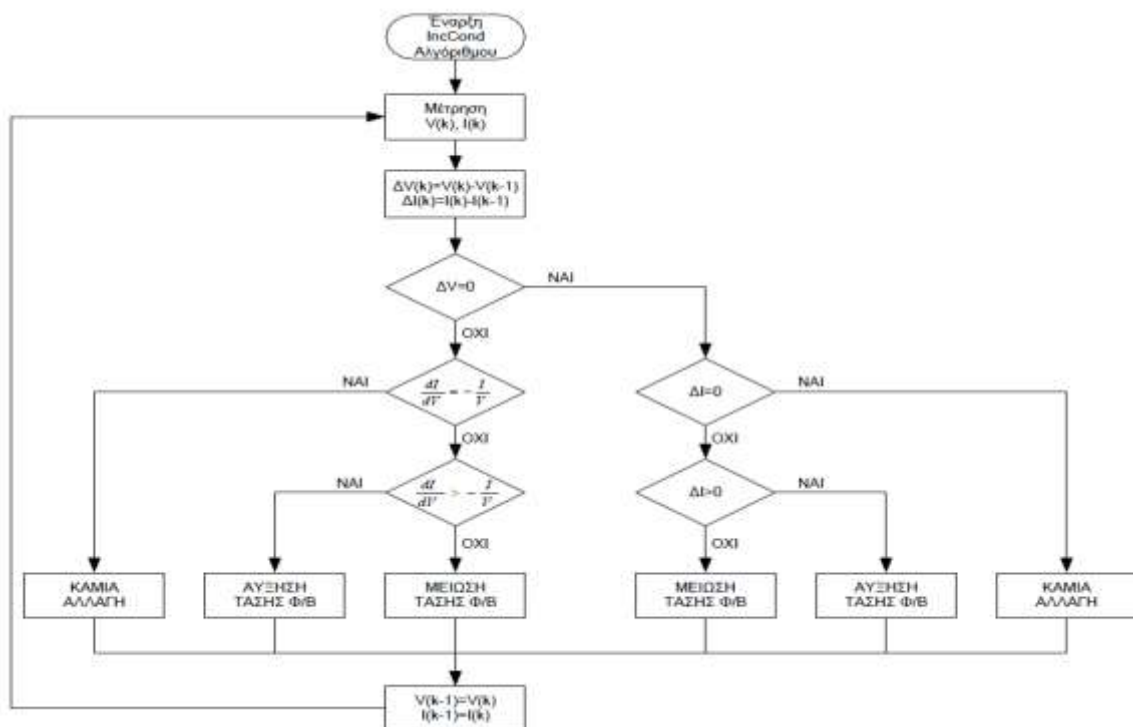 Έναρξη
IncCond
Αλγόριθμου
Μέτρηση
V(k), I(k)
ΔV(k)=V(k)-V(k-1)
ΔI(k)=I(k)-I(k-1)
ΔV=0
ΝΑΙ
ΟΧΙ
ΝΑΙ
dI/dV = - I/V
ΔI=0
ΝΑΙ
ΟΧΙ
ΟΧΙ
ΝΑΙ
dI/dV > - I/V
ΔI>0
ΝΑΙ
ΟΧΙ
ΟΧΙ
ΚΑΜΙΑ
ΑΛΛΑΓΗ
ΑΥΞΗΣΗ
ΤΑΣΗΣ Φ/Β
ΜΕΙΩΣΗ
ΤΑΣΗΣ Φ/Β
ΜΕΙΩΣΗ
ΤΑΣΗΣ Φ/Β
ΑΥΞΗΣΗ
ΤΑΣΗΣ Φ/Β
ΚΑΜΙΑ
ΑΛΛΑΓΗ
V(k-1)=V(k)
I(k-1)=I(k)